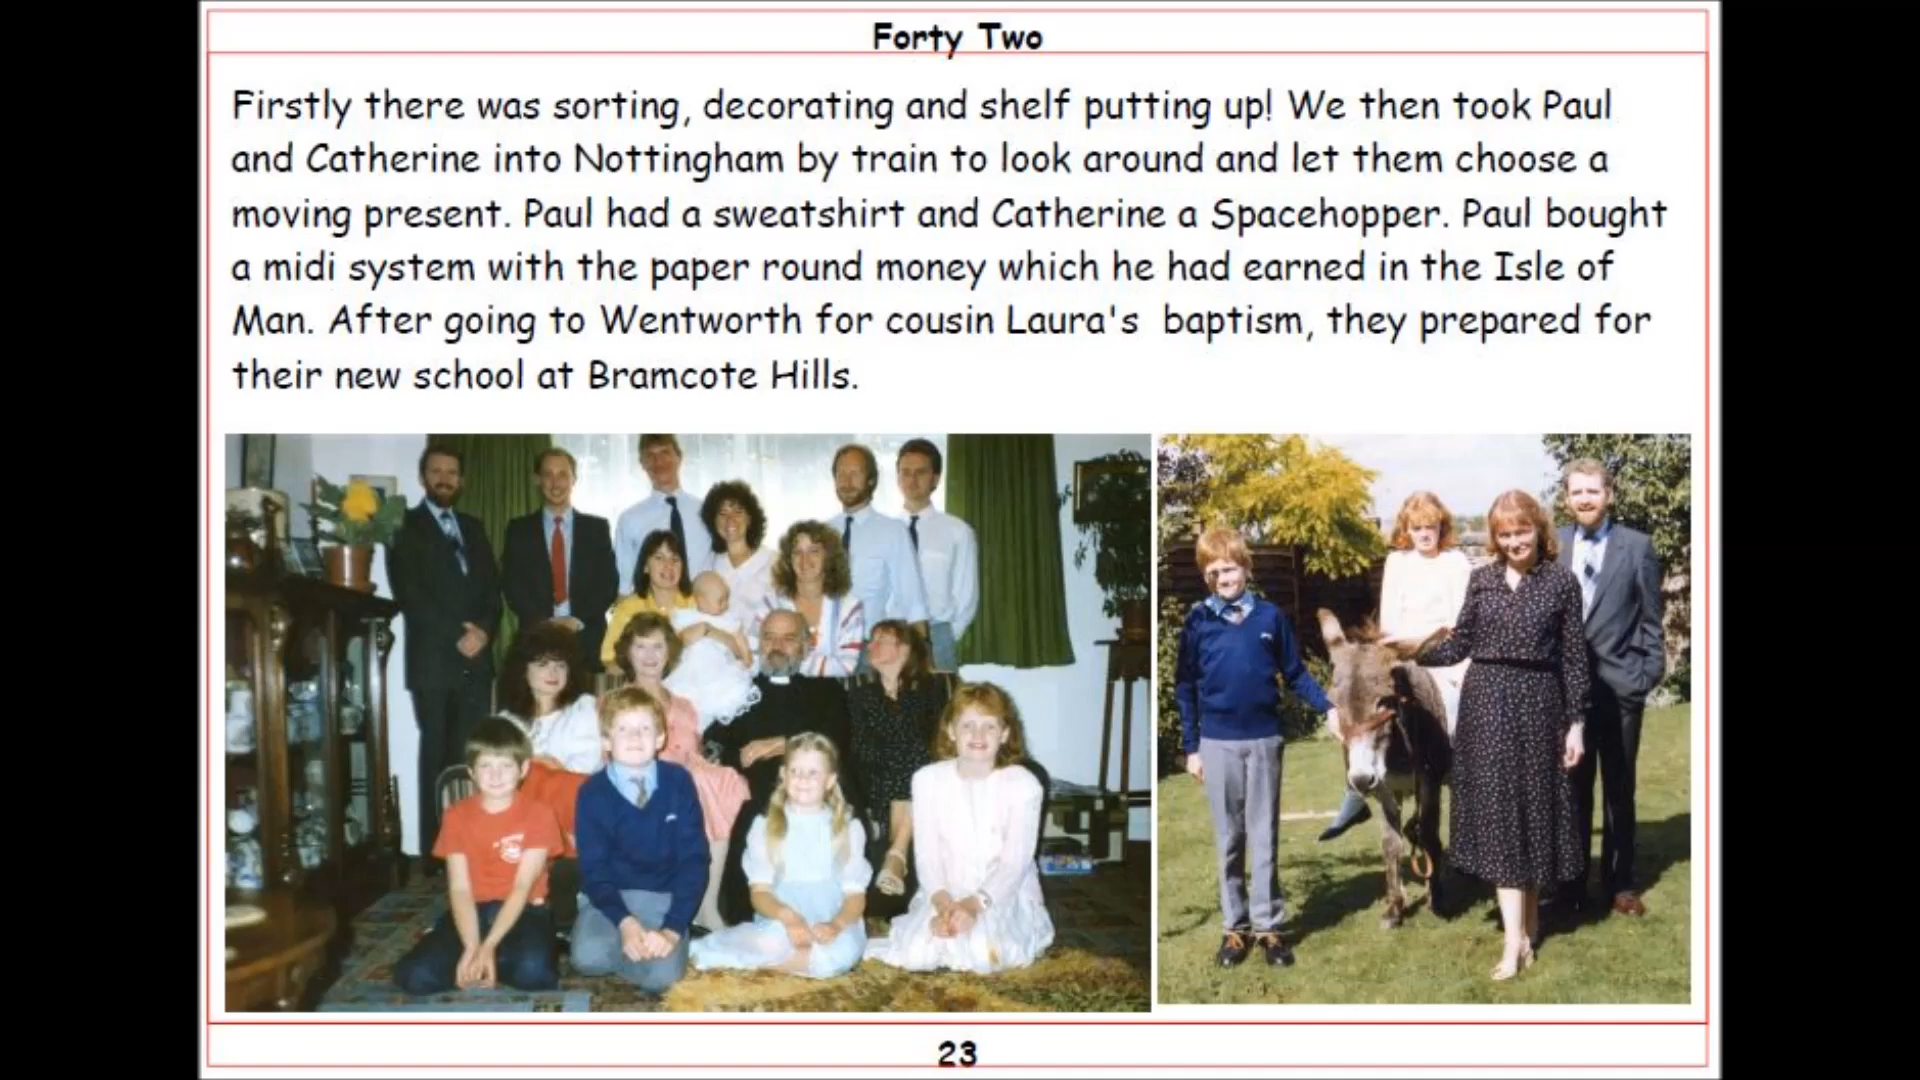 Forty Two
Firstly there was sorting, decorating and shelf putting up! We then took Paul
and Catherine into Nottingham by train to look around and let them choose a
moving present. Paul had a sweatshirt and Catherine a Spacehopper. Paul bought
a midi system with the paper round money which he had earned in the Isle of
Man. After going to Wentworth for cousin Laura's baptism, they prepared for
their new school at Bramcote Hills.
23